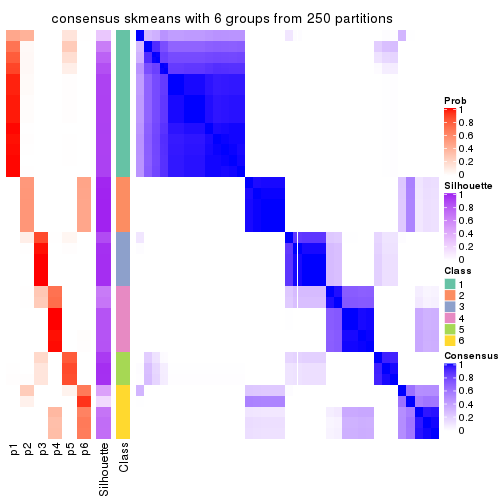 consensus skmeans with 6 groups from 250 partitions
Prob
1
0.8
0.6
0.4
0.2
0
Silhouette
1
0.8
0.6
0.4
0.2
0
Class
1
2
3
4
5
6
Consensus
1
0.8
0.6
0.4
0.2
0
p1
p2
p3
p4
p5
p6
Silhouette
Class